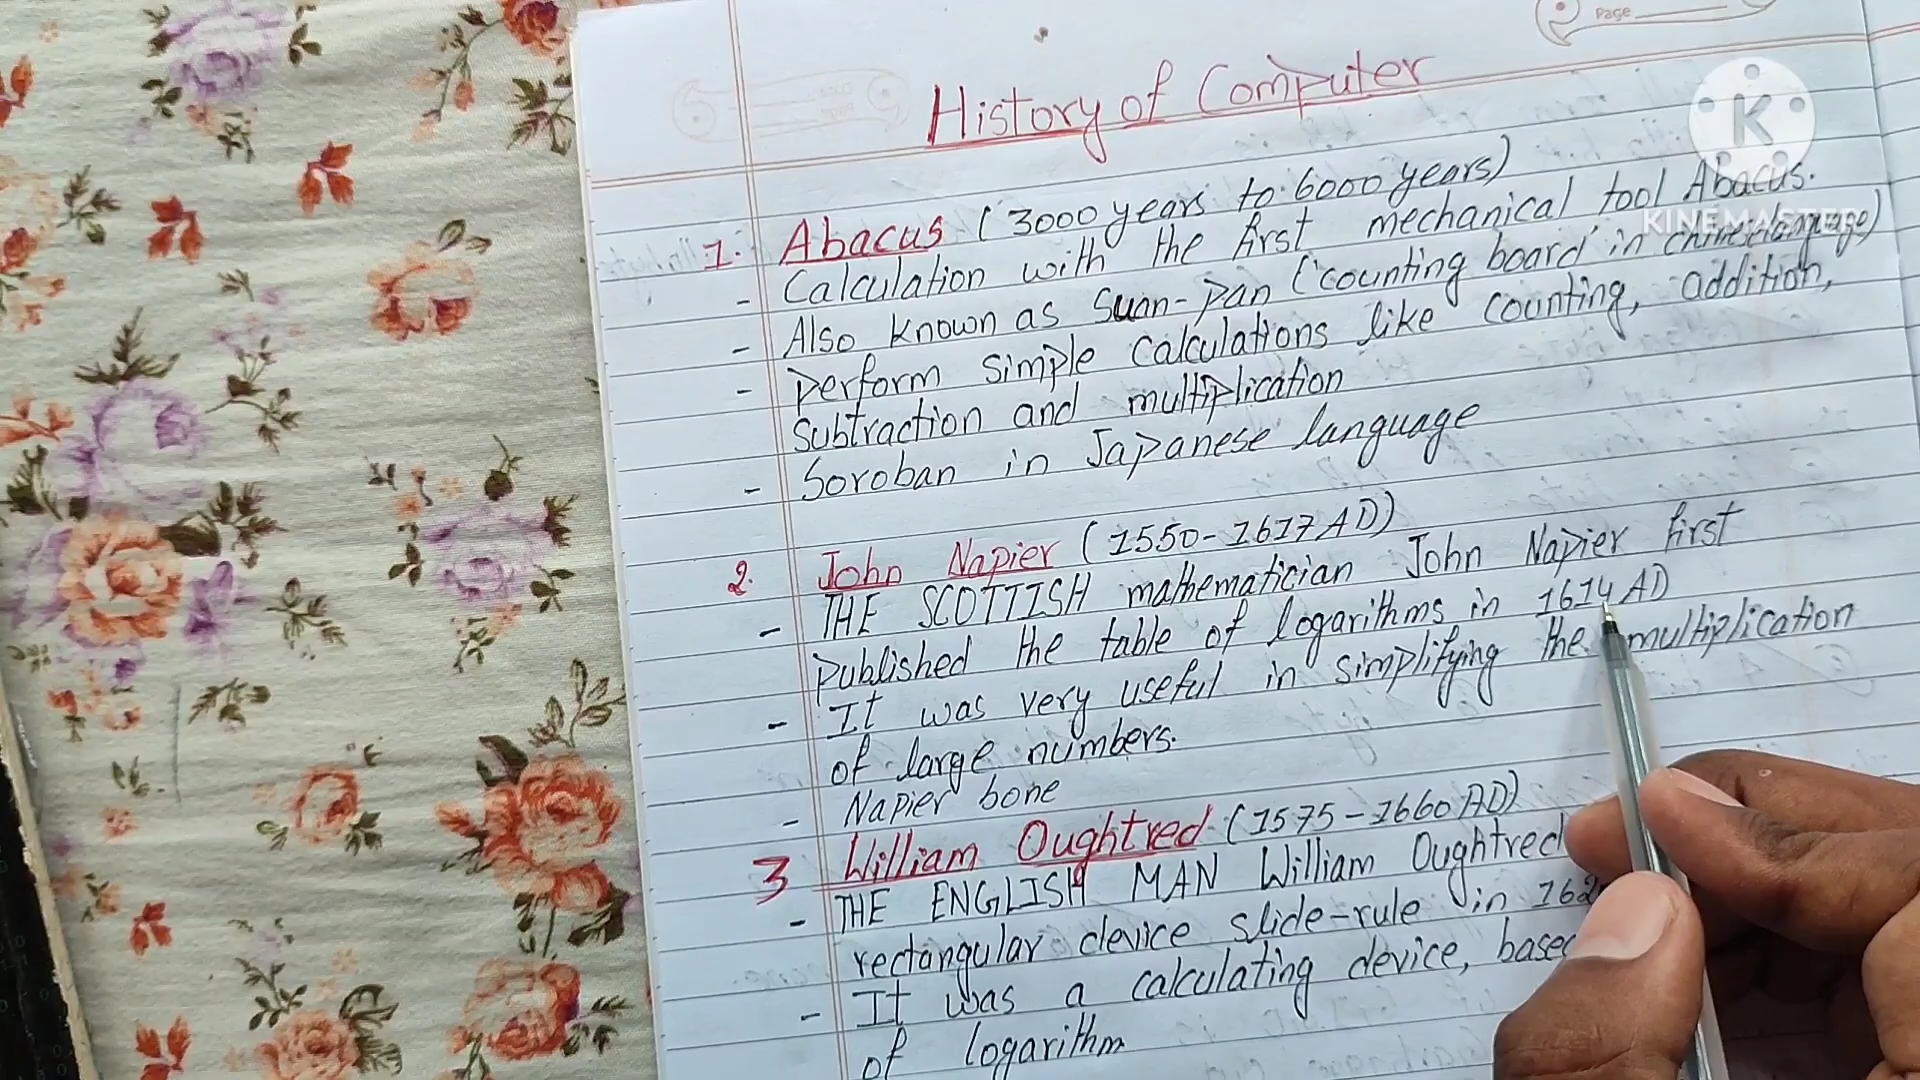 Page
K
KINEMASTER
History of Computer
1. Abacus (3000 years to 6000 years)
- Calculation with the first mechanical tool Abacus.
- Also known as Suan-pan (counting board in chinese language)
- perform simple calculations like counting, addition,
subtraction and multiplication
- Soroban in Japanese language
2. John Napier (1550-1617 AD)
- THE SCOTTISH mathematician John Napier first
published the table of logarithms in 1614 AD
- It was very useful in simplifying the multiplication
of large numbers.
- Napier bone
3 William Oughtred (1575-1660 AD)
- THE ENGLISH MAN William Oughtred
rectangular device slide-rule in
- It was a calculating device, based
of logarithm